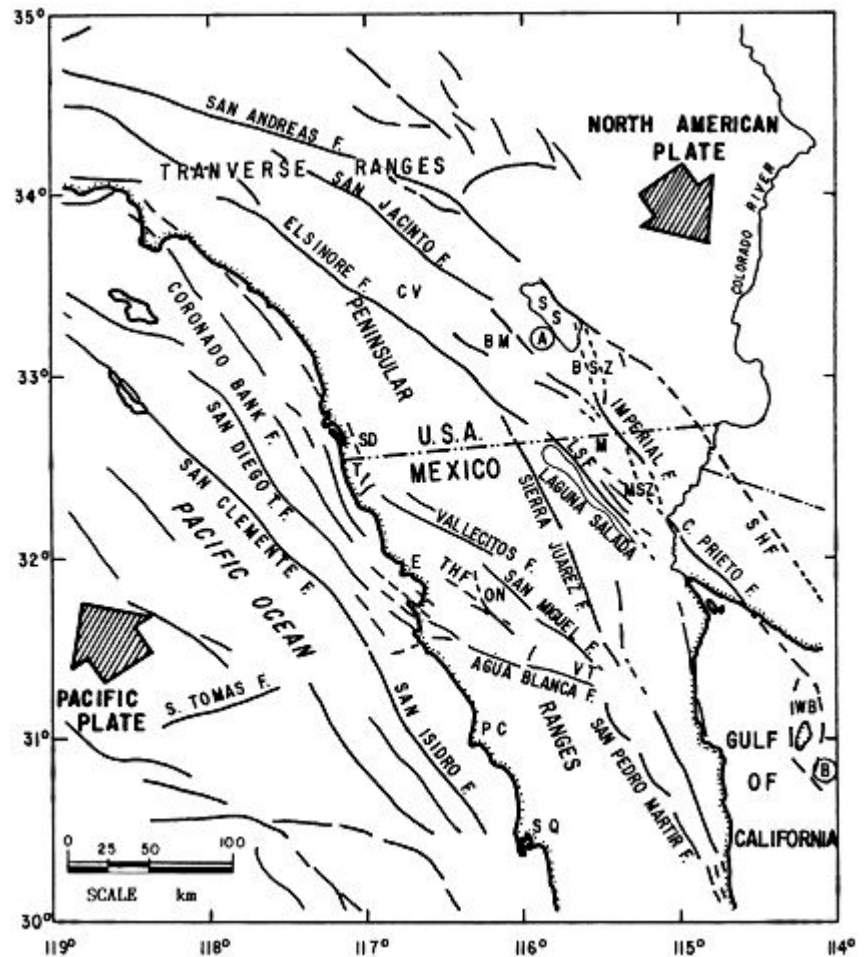 35°
SAN ANDREAS F.
NORTH AMERICAN
PLATE
TRANVERSE RANGES
34°
SAN JACINTO F.
ELSINORE F.
COLORADO RIVER
CV
SS
A
BM
CORONADO BANK F.
PENINSULAR
33°
BSZ
SAN DIEGO T. F.
IMPERIAL F.
SD
U.S.A.
M
T
MEXICO
LSF
MSZ
LAGUNA SALADA
SAN CLEMENTE F.
SIERRA JUAREZ F.
SHF
VALLECITOS F.
C. PRIETO F.
32°
PACIFIC OCEAN
E
THF
ON
SAN MIGUEL F.
VT
AGUA BLANCA F.
PACIFIC
PLATE
S. TOMAS F.
SAN ISIDRO F.
PC
RANGES
SAN PEDRO MARTIR F.
IWB
31°
GULF
OF
CALIFORNIA
B
0 25 50 100
SCALE km
SQ
30°
119° 118° 117° 116° 115° 114°